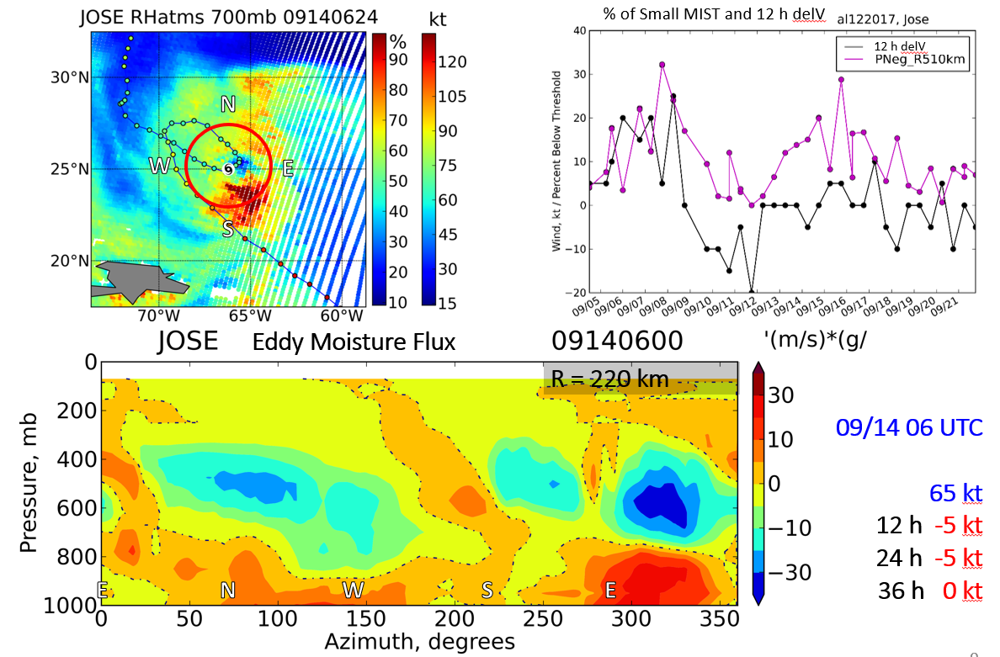 JOSE RHatms 700mb 09140624
kt
%
90
80
70
60
50
40
30
20
10
120
105
90
75
60
45
30
15
30°N
25°N
20°N
70°W
65°W
60°W
N
W
E
S
% of Small MIST and 12 h delV
al122017, Jose
12 h delV
PNeg_R510km
Wind, kt / Percent Below Threshold
40
30
20
10
0
−10
−20
09/05
09/06
09/07
09/08
09/09
09/10
09/11
09/12
09/13
09/14
09/15
09/16
09/17
09/18
09/19
09/20
09/21
JOSE Eddy Moisture Flux 09140600 '(m/s)*(g/
R = 220 km
Pressure, mb
0
200
400
600
800
1000
E N W S E
0 50 100 150 200 250 300 350
Azimuth, degrees
30
10
0
−10
−30
09/14 06 UTC
65 kt
12 h -5 kt
24 h -5 kt
36 h 0 kt